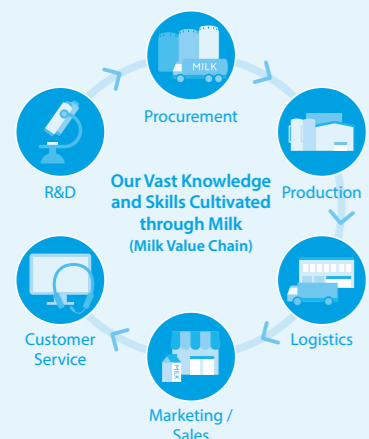 MILK
Procurement
R&D
Our Vast Knowledge
and Skills Cultivated
through Milk
(Milk Value Chain)
Production
Customer
Service
Logistics
MILK
Marketing /
Sales